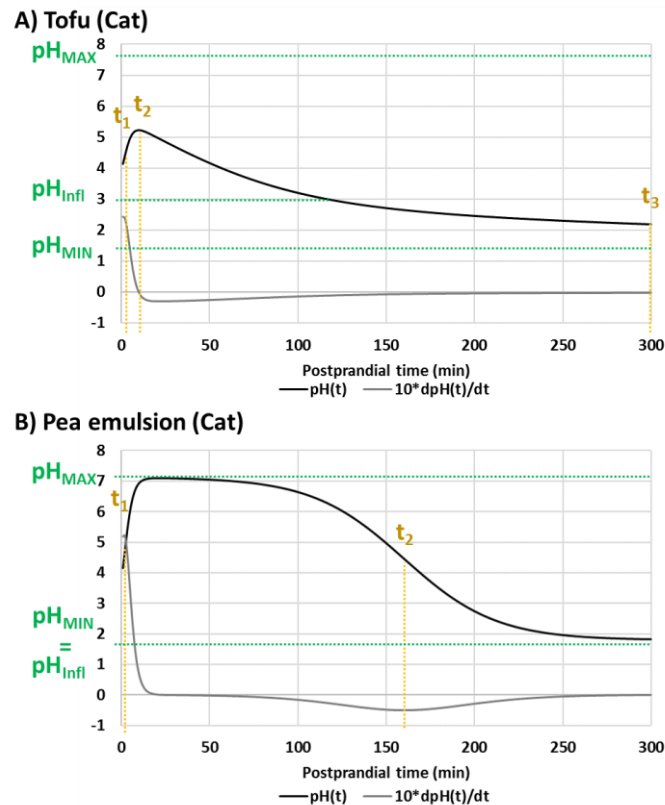 A) Tofu (Cat)
pHMAX
8
7
6
5
4
3
2
1
0
-1
t1
t2
t3
pHInfl
pHMIN
0 50 100 150 200 250 300
Postprandial time (min)
pH(t) 10*dpH(t)/dt
B) Pea emulsion (Cat)
pHMAX
8
7
6
5
4
3
2
1
0
-1
t1
t2
pHMIN
=
pHInfl
0 50 100 150 200 250 300
Postprandial time (min)
pH(t) 10*dpH(t)/dt